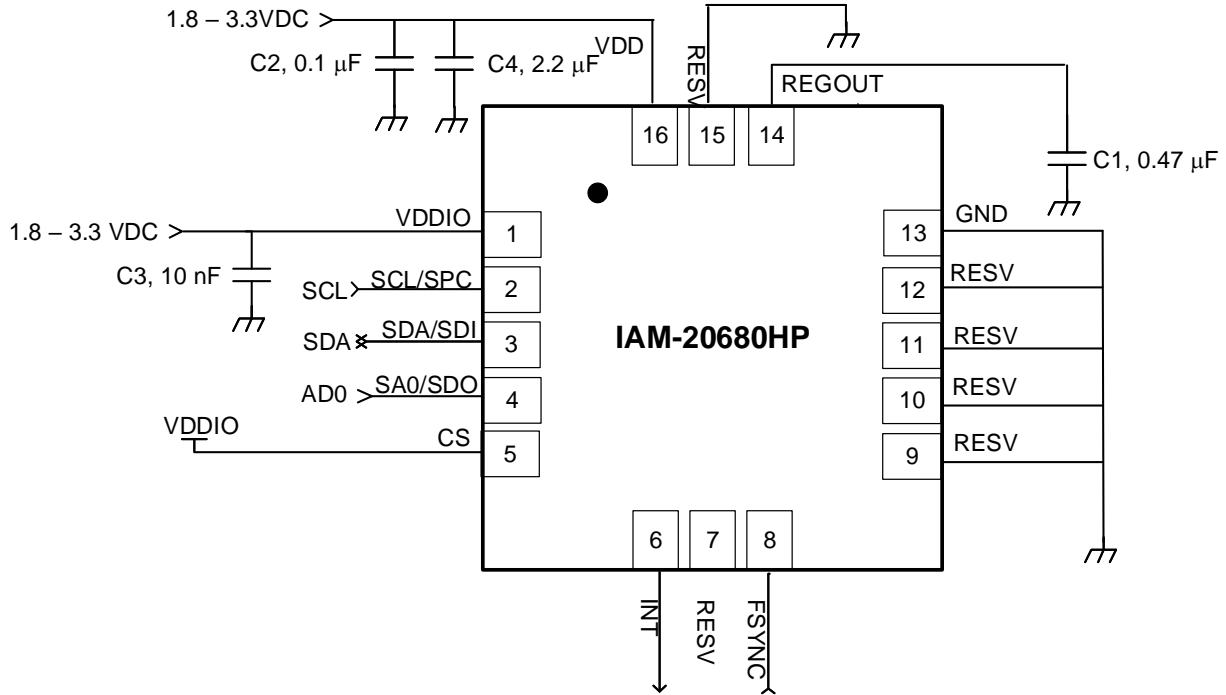 1.8 – 3.3VDC
C2, 0.1 μF
C4, 2.2 μF
VDD
RESV
REGOUT
C1, 0.47 μF
16
15
14
1.8 – 3.3 VDC
C3, 10 nF
VDDIO
1
SCL
SCL/SPC
2
SDA
SDA/SDI
3
AD0
SA0/SDO
4
VDDIO
CS
5
IAM-20680HP
13
GND
12
RESV
11
RESV
10
RESV
9
RESV
6
7
8
INT
RESV
FSYNC